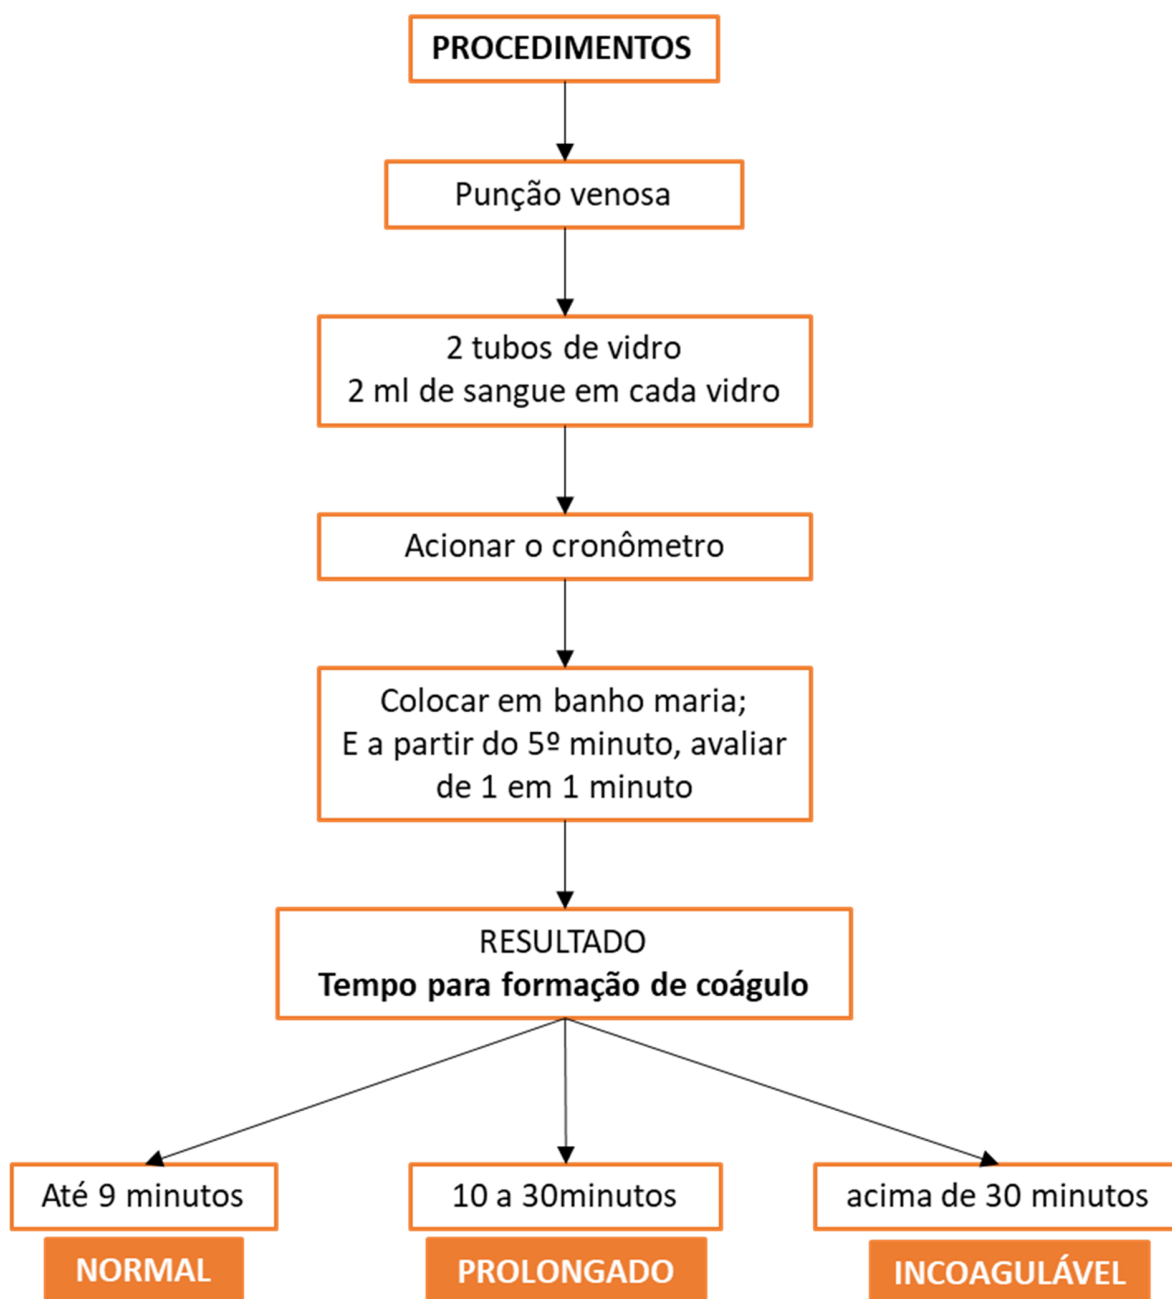 PROCEDIMENTOS
Punção venosa
2 tubos de vidro
2 ml de sangue em cada vidro
Acionar o cronômetro
Colocar em banho maria;
E a partir do 5º minuto, avaliar
de 1 em 1 minuto
RESULTADO
Tempo para formação de coágulo
Até 9 minutos
NORMAL
10 a 30minutos
PROLONGADO
acima de 30 minutos
INCOAGULÁVEL